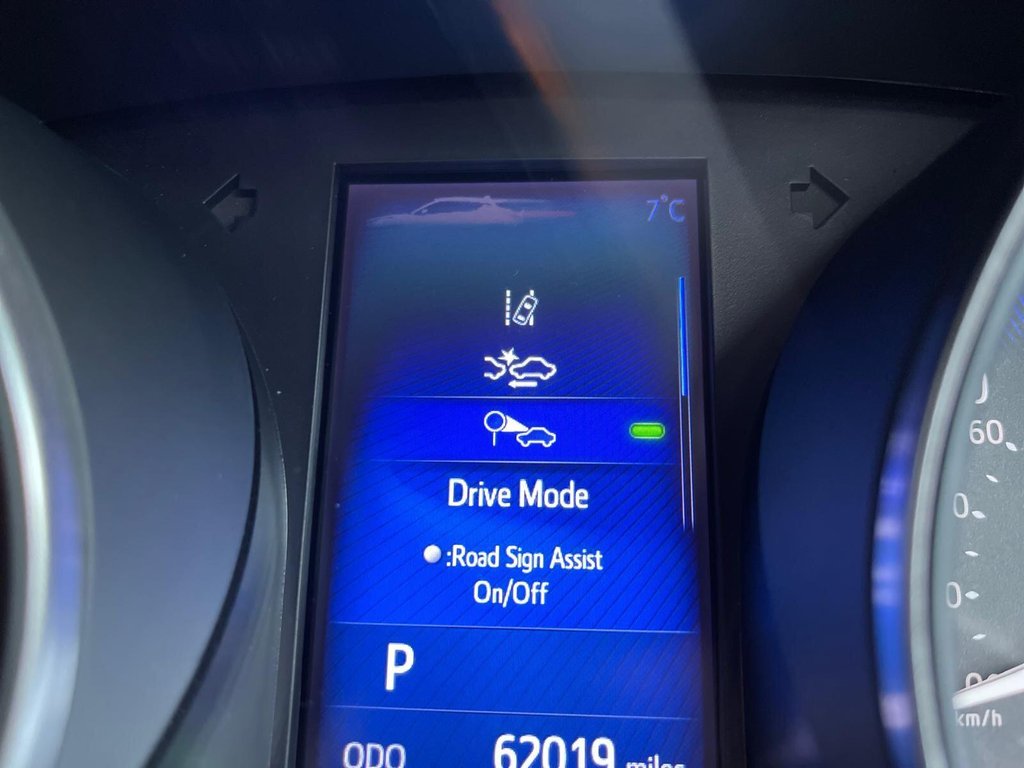 7°C
Drive Mode
:Road Sign Assist
On/Off
P
ODO 62019 miles
60
km/h